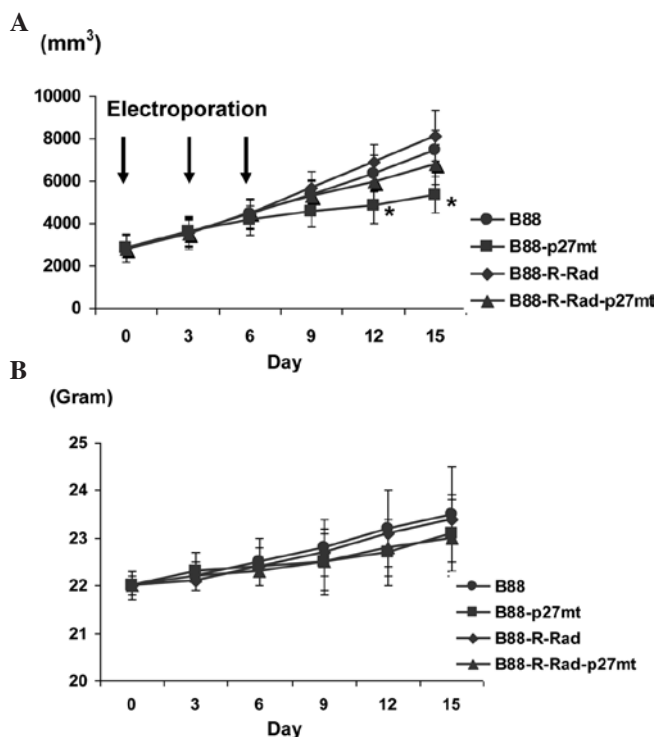 A
(mm³)
Electroporation
10000
8000
6000
4000
2000
0
0 3 6 9 12 15
Day
*
*
B88
B88-p27mt
B88-R-Rad
B88-R-Rad-p27mt
B
(Gram)
25
24
23
22
21
20
0 3 6 9 12 15
Day
B88
B88-p27mt
B88-R-Rad
B88-R-Rad-p27mt